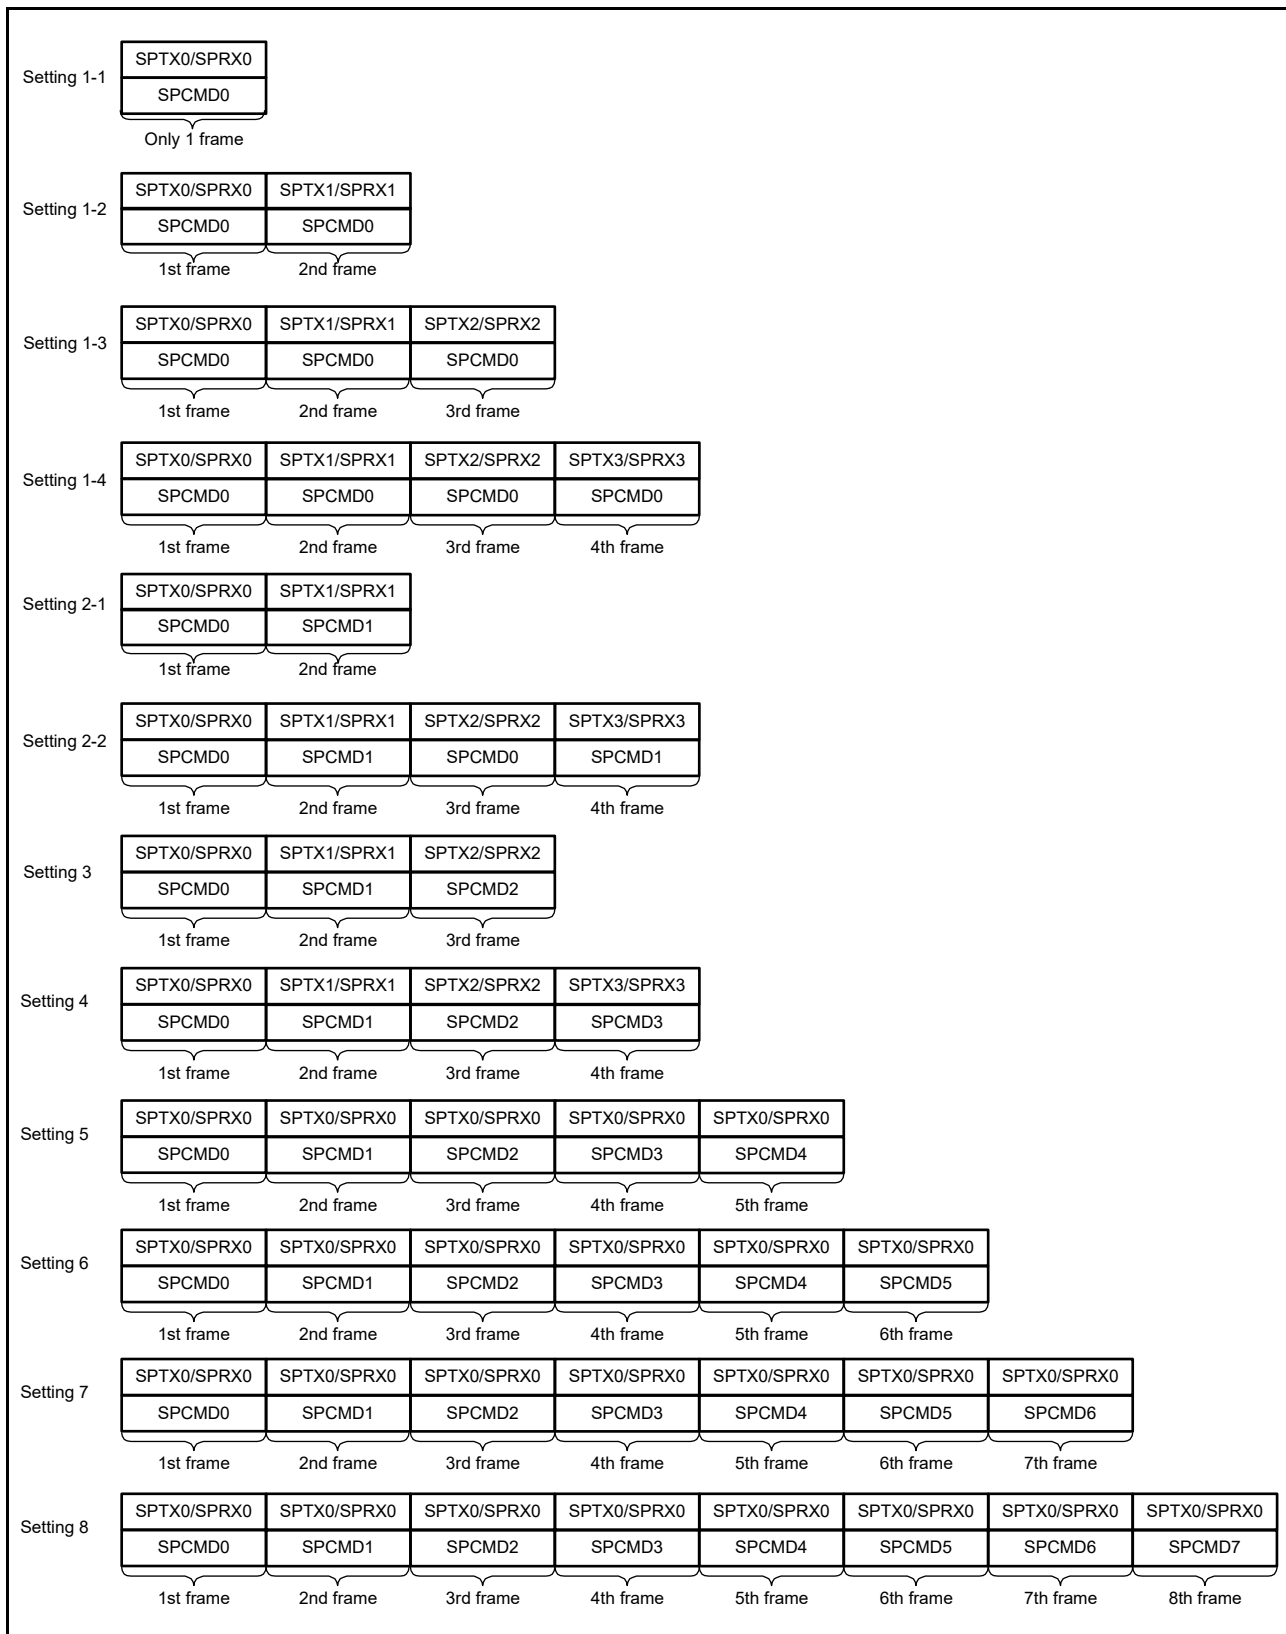 SPTX0/SPRX0
Setting 1-1
SPCMD0
Only 1 frame
SPTX0/SPRX0 SPTX1/SPRX1
Setting 1-2
SPCMD0 SPCMD0
1st frame 2nd frame
SPTX0/SPRX0 SPTX1/SPRX1 SPTX2/SPRX2
Setting 1-3
SPCMD0 SPCMD0 SPCMD0
1st frame 2nd frame 3rd frame
SPTX0/SPRX0 SPTX1/SPRX1 SPTX2/SPRX2 SPTX3/SPRX3
Setting 1-4
SPCMD0 SPCMD0 SPCMD0 SPCMD0
1st frame 2nd frame 3rd frame 4th frame
SPTX0/SPRX0 SPTX1/SPRX1
Setting 2-1
SPCMD0 SPCMD1
1st frame 2nd frame
SPTX0/SPRX0 SPTX1/SPRX1 SPTX2/SPRX2 SPTX3/SPRX3
Setting 2-2
SPCMD0 SPCMD1 SPCMD0 SPCMD1
1st frame 2nd frame 3rd frame 4th frame
SPTX0/SPRX0 SPTX1/SPRX1 SPTX2/SPRX2
Setting 3
SPCMD0 SPCMD1 SPCMD2
1st frame 2nd frame 3rd frame
SPTX0/SPRX0 SPTX1/SPRX1 SPTX2/SPRX2 SPTX3/SPRX3
Setting 4
SPCMD0 SPCMD1 SPCMD2 SPCMD3
1st frame 2nd frame 3rd frame 4th frame
SPTX0/SPRX0 SPTX0/SPRX0 SPTX0/SPRX0 SPTX0/SPRX0 SPTX0/SPRX0
Setting 5
SPCMD0 SPCMD1 SPCMD2 SPCMD3 SPCMD4
1st frame 2nd frame 3rd frame 4th frame 5th frame
SPTX0/SPRX0 SPTX0/SPRX0 SPTX0/SPRX0 SPTX0/SPRX0 SPTX0/SPRX0 SPTX0/SPRX0
Setting 6
SPCMD0 SPCMD1 SPCMD2 SPCMD3 SPCMD4 SPCMD5
1st frame 2nd frame 3rd frame 4th frame 5th frame 6th frame
SPTX0/SPRX0 SPTX0/SPRX0 SPTX0/SPRX0 SPTX0/SPRX0 SPTX0/SPRX0 SPTX0/SPRX0 SPTX0/SPRX0
Setting 7
SPCMD0 SPCMD1 SPCMD2 SPCMD3 SPCMD4 SPCMD5 SPCMD6
1st frame 2nd frame 3rd frame 4th frame 5th frame 6th frame 7th frame
SPTX0/SPRX0 SPTX0/SPRX0 SPTX0/SPRX0 SPTX0/SPRX0 SPTX0/SPRX0 SPTX0/SPRX0 SPTX0/SPRX0 SPTX0/SPRX0
Setting 8
SPCMD0 SPCMD1 SPCMD2 SPCMD3 SPCMD4 SPCMD5 SPCMD6 SPCMD7
1st frame 2nd frame 3rd frame 4th frame 5th frame 6th frame 7th frame 8th frame